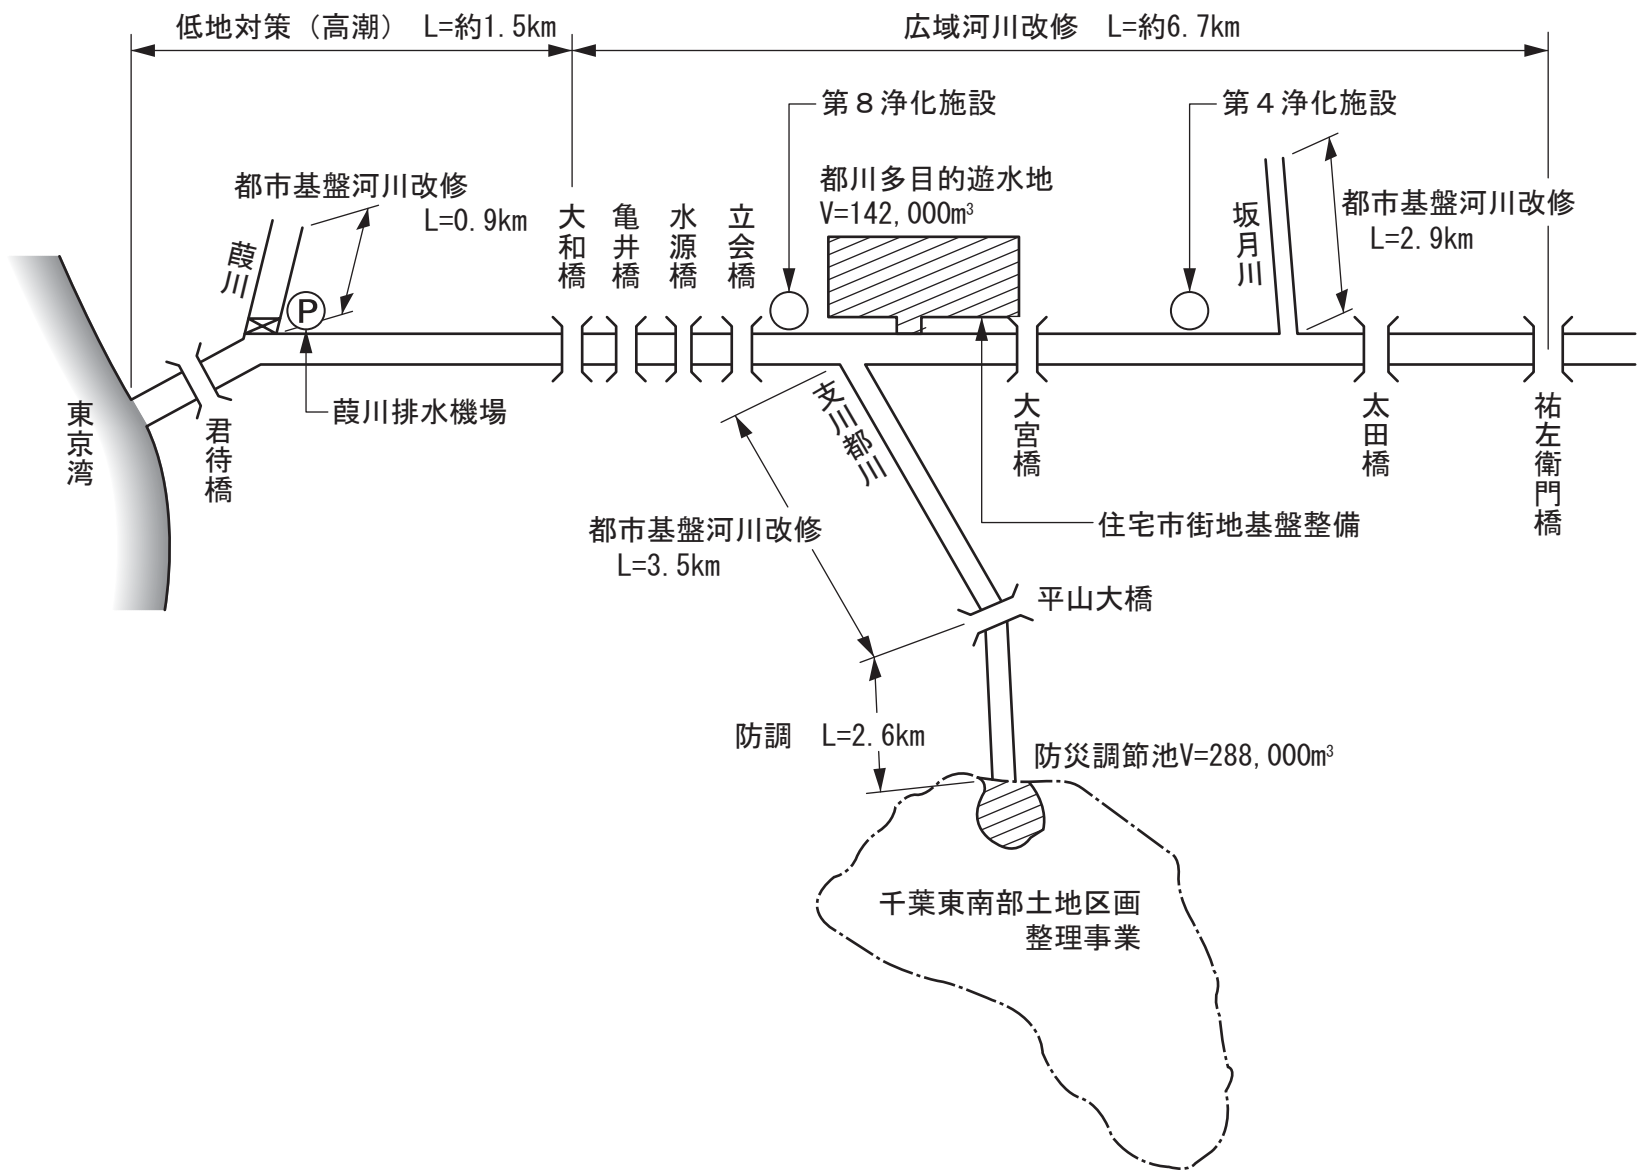 低地対策（高潮） L=約1.5km
広域河川改修 L=約6.7km
第８浄化施設
第４浄化施設
都市基盤河川改修
L=0.9km
都川多目的遊水地
V=142,000m³
都市基盤河川改修
L=2.9km
葭川
大和橋
亀井橋
水源橋
立会橋
坂月川
P
東京湾
君待橋
葭川排水機場
支川都川
大宮橋
太田橋
祐左衛門橋
都市基盤河川改修
L=3.5km
住宅市街地基盤整備
平山大橋
防調 L=2.6km
防災調節池V=288,000m³
千葉東南部土地区画
整理事業